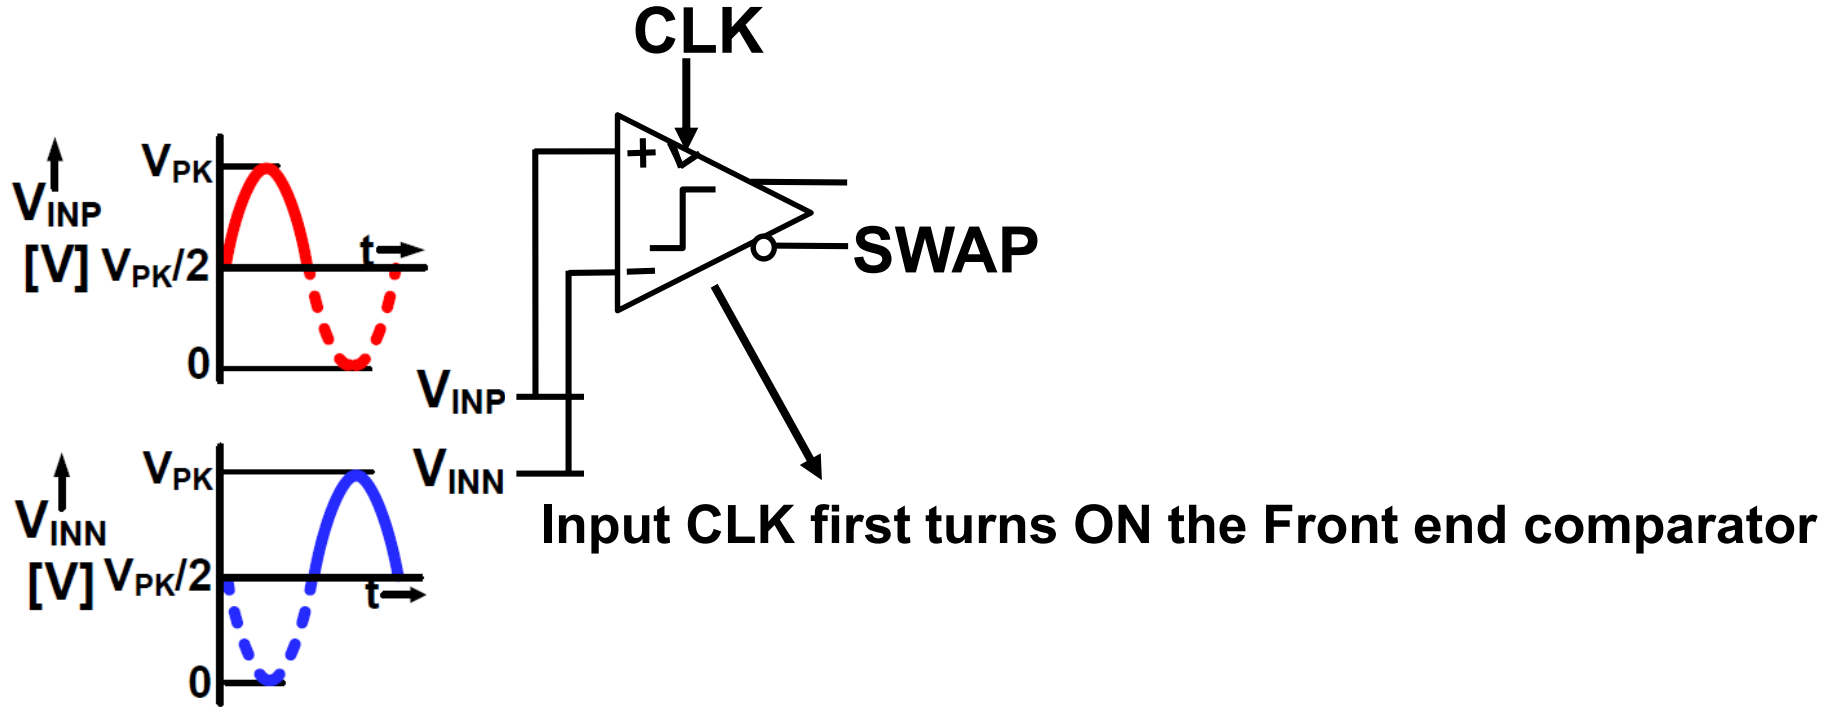 CLK
V_PK
V_INP
[V]
V_PK/2
t
0
+
−
SWAP
V_INP
V_INN
V_PK
V_INN
[V]
V_PK/2
t
0
Input CLK first turns ON the Front end comparator